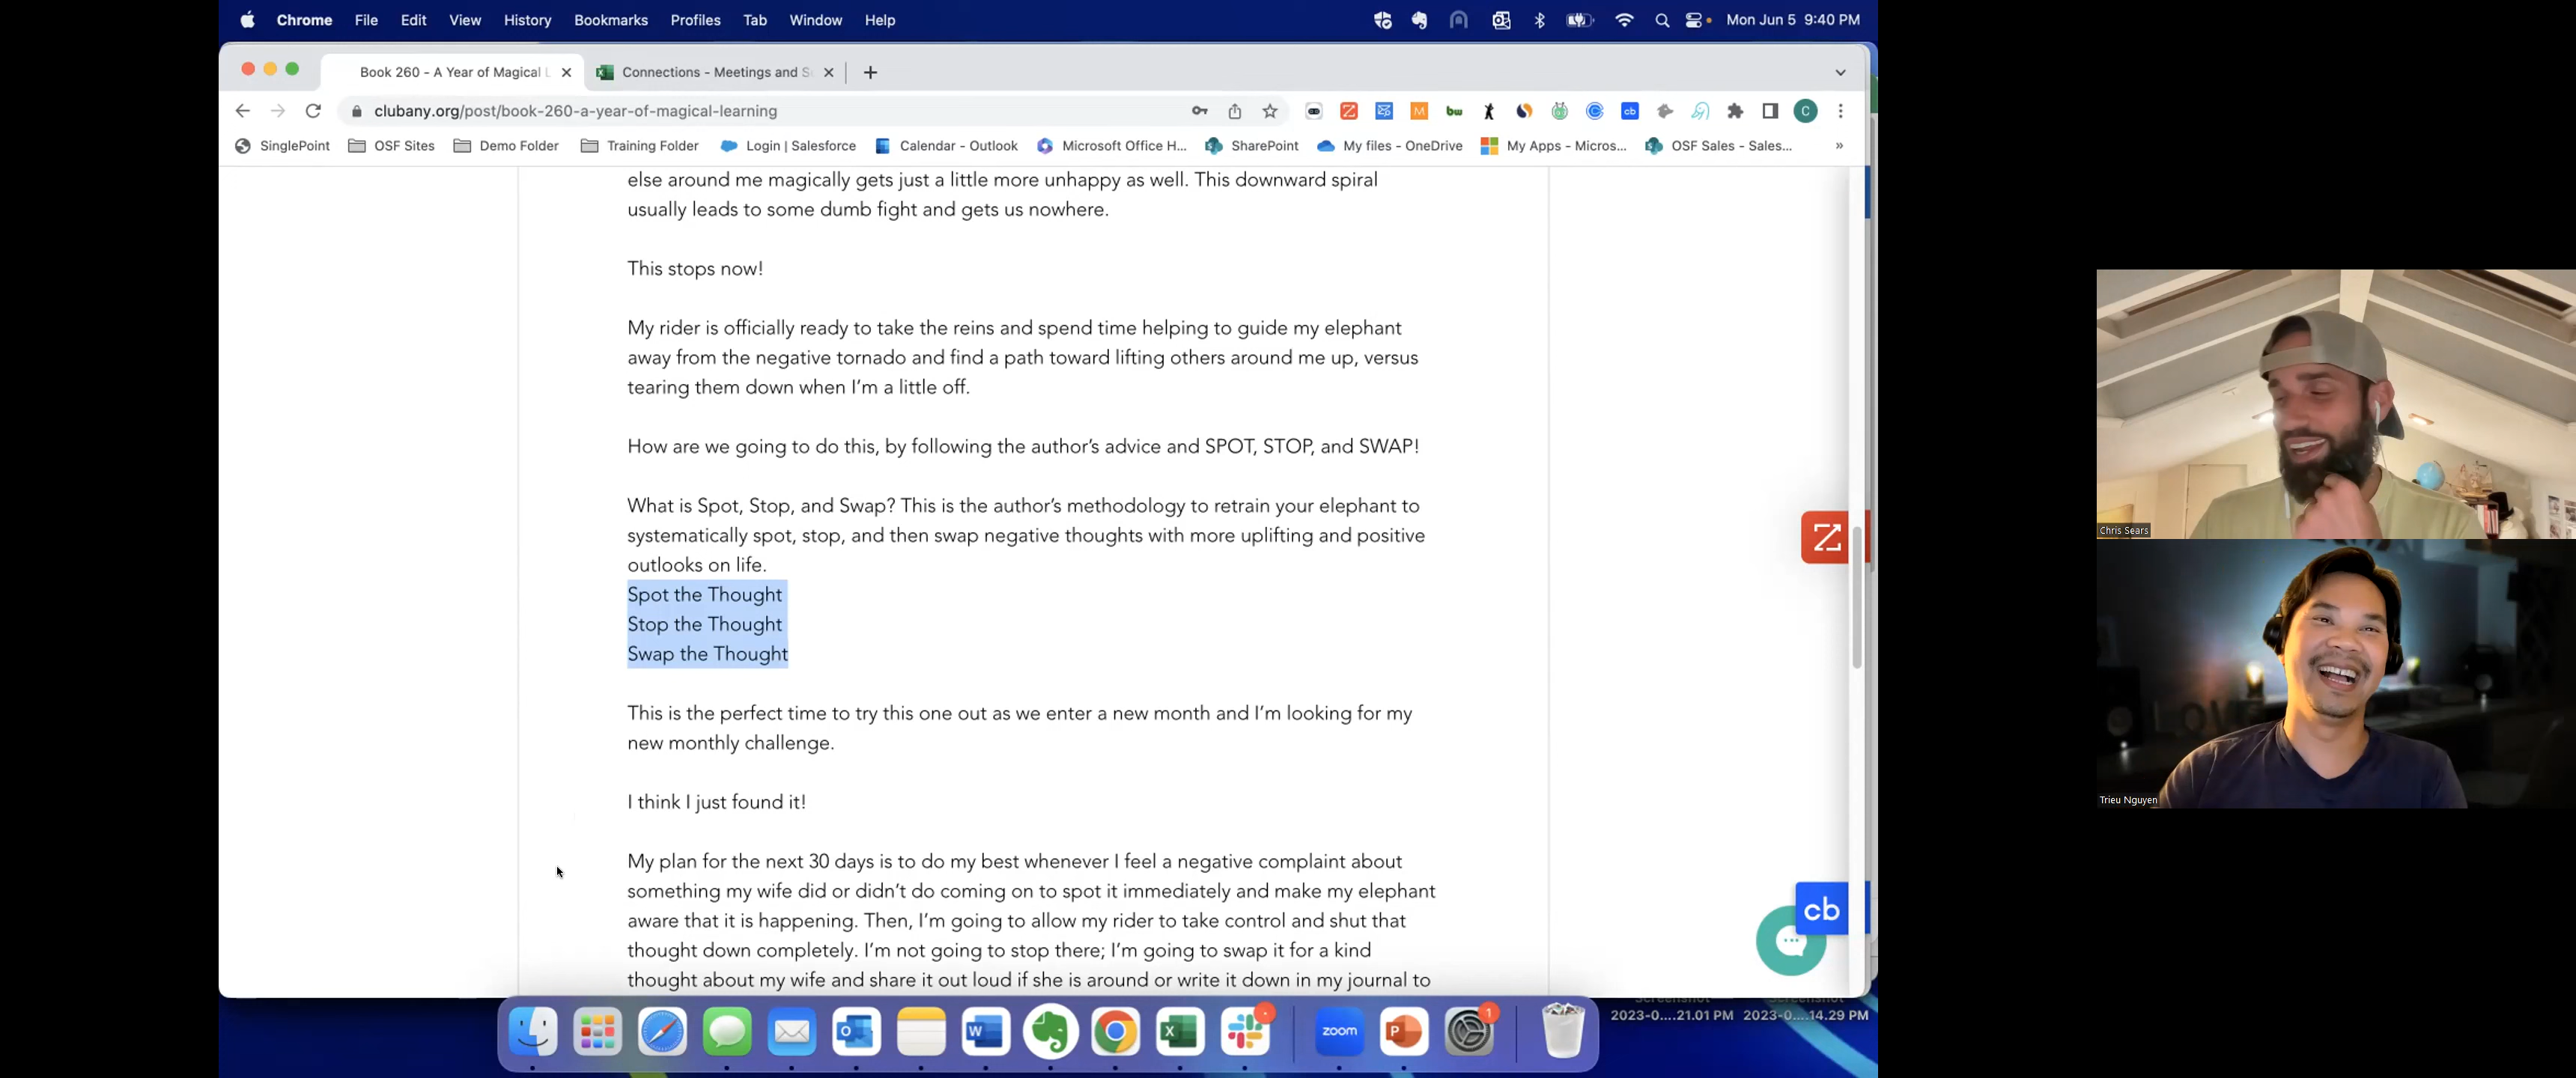 Chrome File Edit View History Bookmarks Profiles Tab Window Help Mon Jun 5 9:40 PM
Book 260 - A Year of Magical L Connections - Meetings and S
clubany.org/post/book-260-a-year-of-magical-learning
SinglePoint OSF Sites Demo Folder Training Folder Login | Salesforce Calendar - Outlook Microsoft Office H... SharePoint My files - OneDrive My Apps - Micros... OSF Sales - Sales... »
else around me magically gets just a little more unhappy as well. This downward spiral
usually leads to some dumb fight and gets us nowhere.
This stops now!
My rider is officially ready to take the reins and spend time helping to guide my elephant
away from the negative tornado and find a path toward lifting others around me up, versus
tearing them down when I’m a little off.
How are we going to do this, by following the author’s advice and SPOT, STOP, and SWAP!
What is Spot, Stop, and Swap? This is the author’s methodology to retrain your elephant to
systematically spot, stop, and then swap negative thoughts with more uplifting and positive
outlooks on life.
Spot the Thought
Stop the Thought
Swap the Thought
This is the perfect time to try this one out as we enter a new month and I’m looking for my
new monthly challenge.
I think I just found it!
My plan for the next 30 days is to do my best whenever I feel a negative complaint about
something my wife did or didn’t do coming on to spot it immediately and make my elephant
aware that it is happening. Then, I’m going to allow my rider to take control and shut that
thought down completely. I’m not going to stop there; I’m going to swap it for a kind
thought about my wife and share it out loud if she is around or write it down in my journal to
cb
Screenshot Screenshot
2023-0....21.01 PM 2023-0....14.29 PM
zoom
1
Chris Sears
Trieu Nguyen